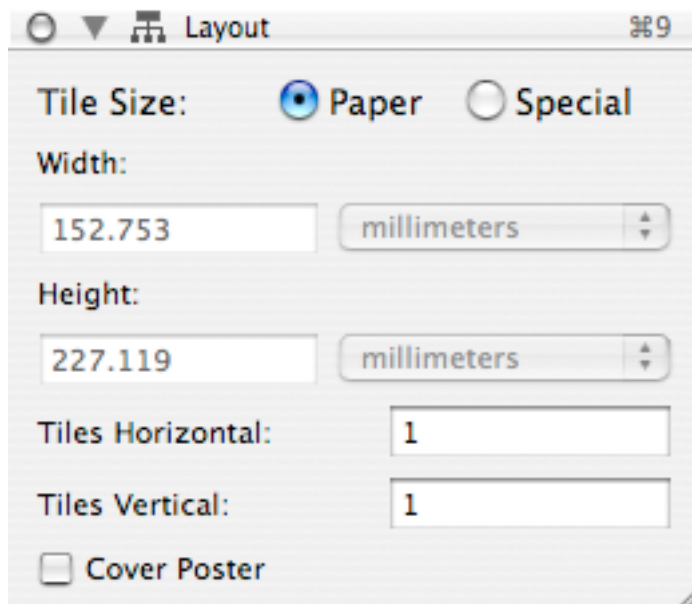 Layout ⌘9
Tile Size: Paper Special
Width:
152.753 millimeters
Height:
227.119 millimeters
Tiles Horizontal: 1
Tiles Vertical: 1
Cover Poster